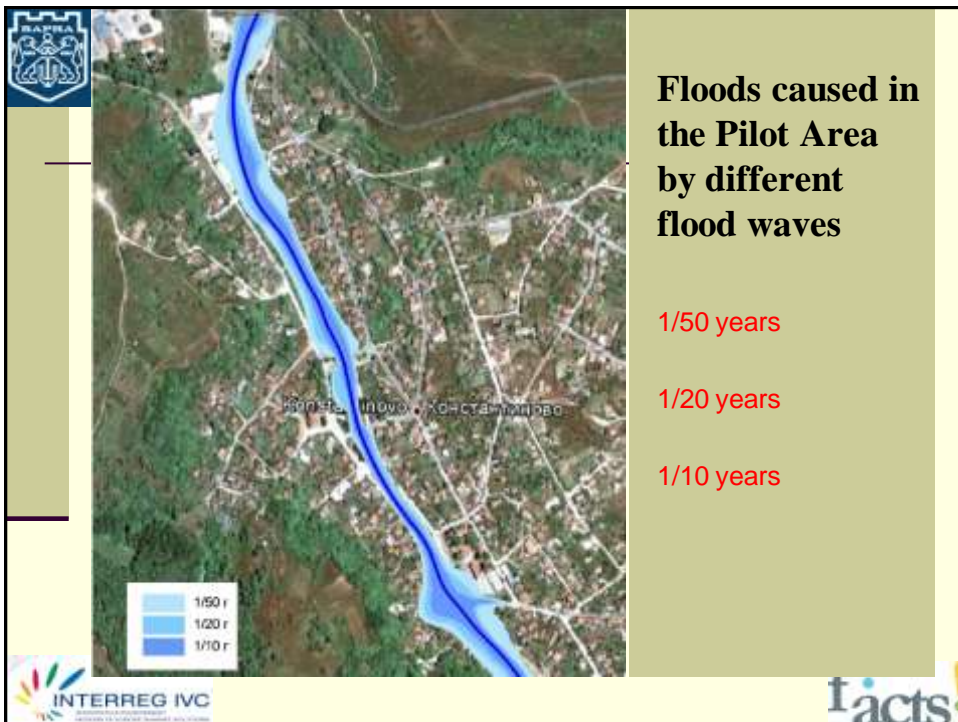 ВАРНА
Floods caused in
the Pilot Area
by different
flood waves
1/50 years
1/20 years
1/10 years
Константиново
1/50 г
1/20 г
1/10 г
INTERREG IVC
facts!